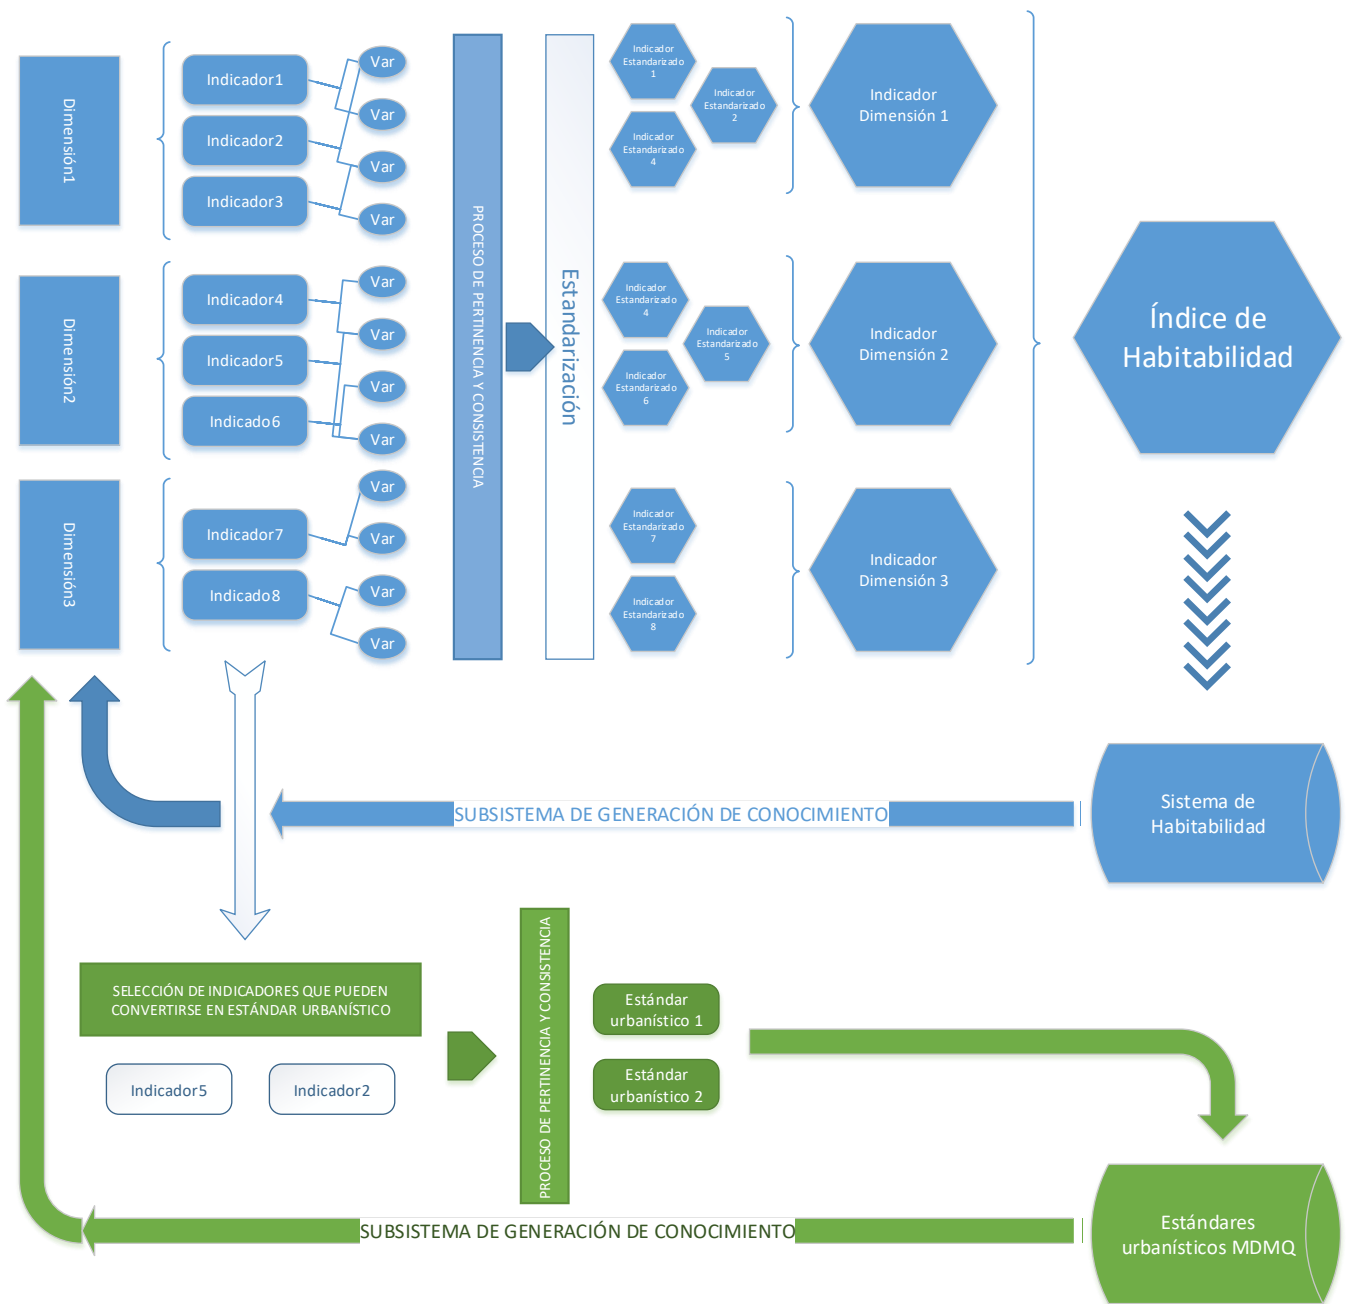 Dimensión1
Indicador1
Indicador2
Indicador3
Var
Var
Var
Var
Dimensión2
Indicador4
Indicador5
Indicado6
Var
Var
Var
Var
Dimensión3
Indicador7
Indicado8
Var
Var
Var
Var
PROCESO DE PERTINENCIA Y CONSISTENCIA
Estandarización
Indicador
Estandarizado
1
Indicador
Estandarizado
2
Indicador
Estandarizado
4
Indicador
Estandarizado
4
Indicador
Estandarizado
5
Indicador
Estandarizado
6
Indicador
Estandarizado
7
Indicador
Estandarizado
8
Indicador
Dimensión 1
Indicador
Dimensión 2
Indicador
Dimensión 3
Índice de
Habitabilidad
Sistema de
Habitabilidad
SUBSISTEMA DE GENERACIÓN DE CONOCIMIENTO
SELECCIÓN DE INDICADORES QUE PUEDEN
CONVERTIRSE EN ESTÁNDAR URBANÍSTICO
Indicador5
Indicador2
PROCESO DE PERTINENCIA Y CONSISTENCIA
Estándar
urbanístico 1
Estándar
urbanístico 2
Estándares
urbanísticos MDMQ
SUBSISTEMA DE GENERACIÓN DE CONOCIMIENTO